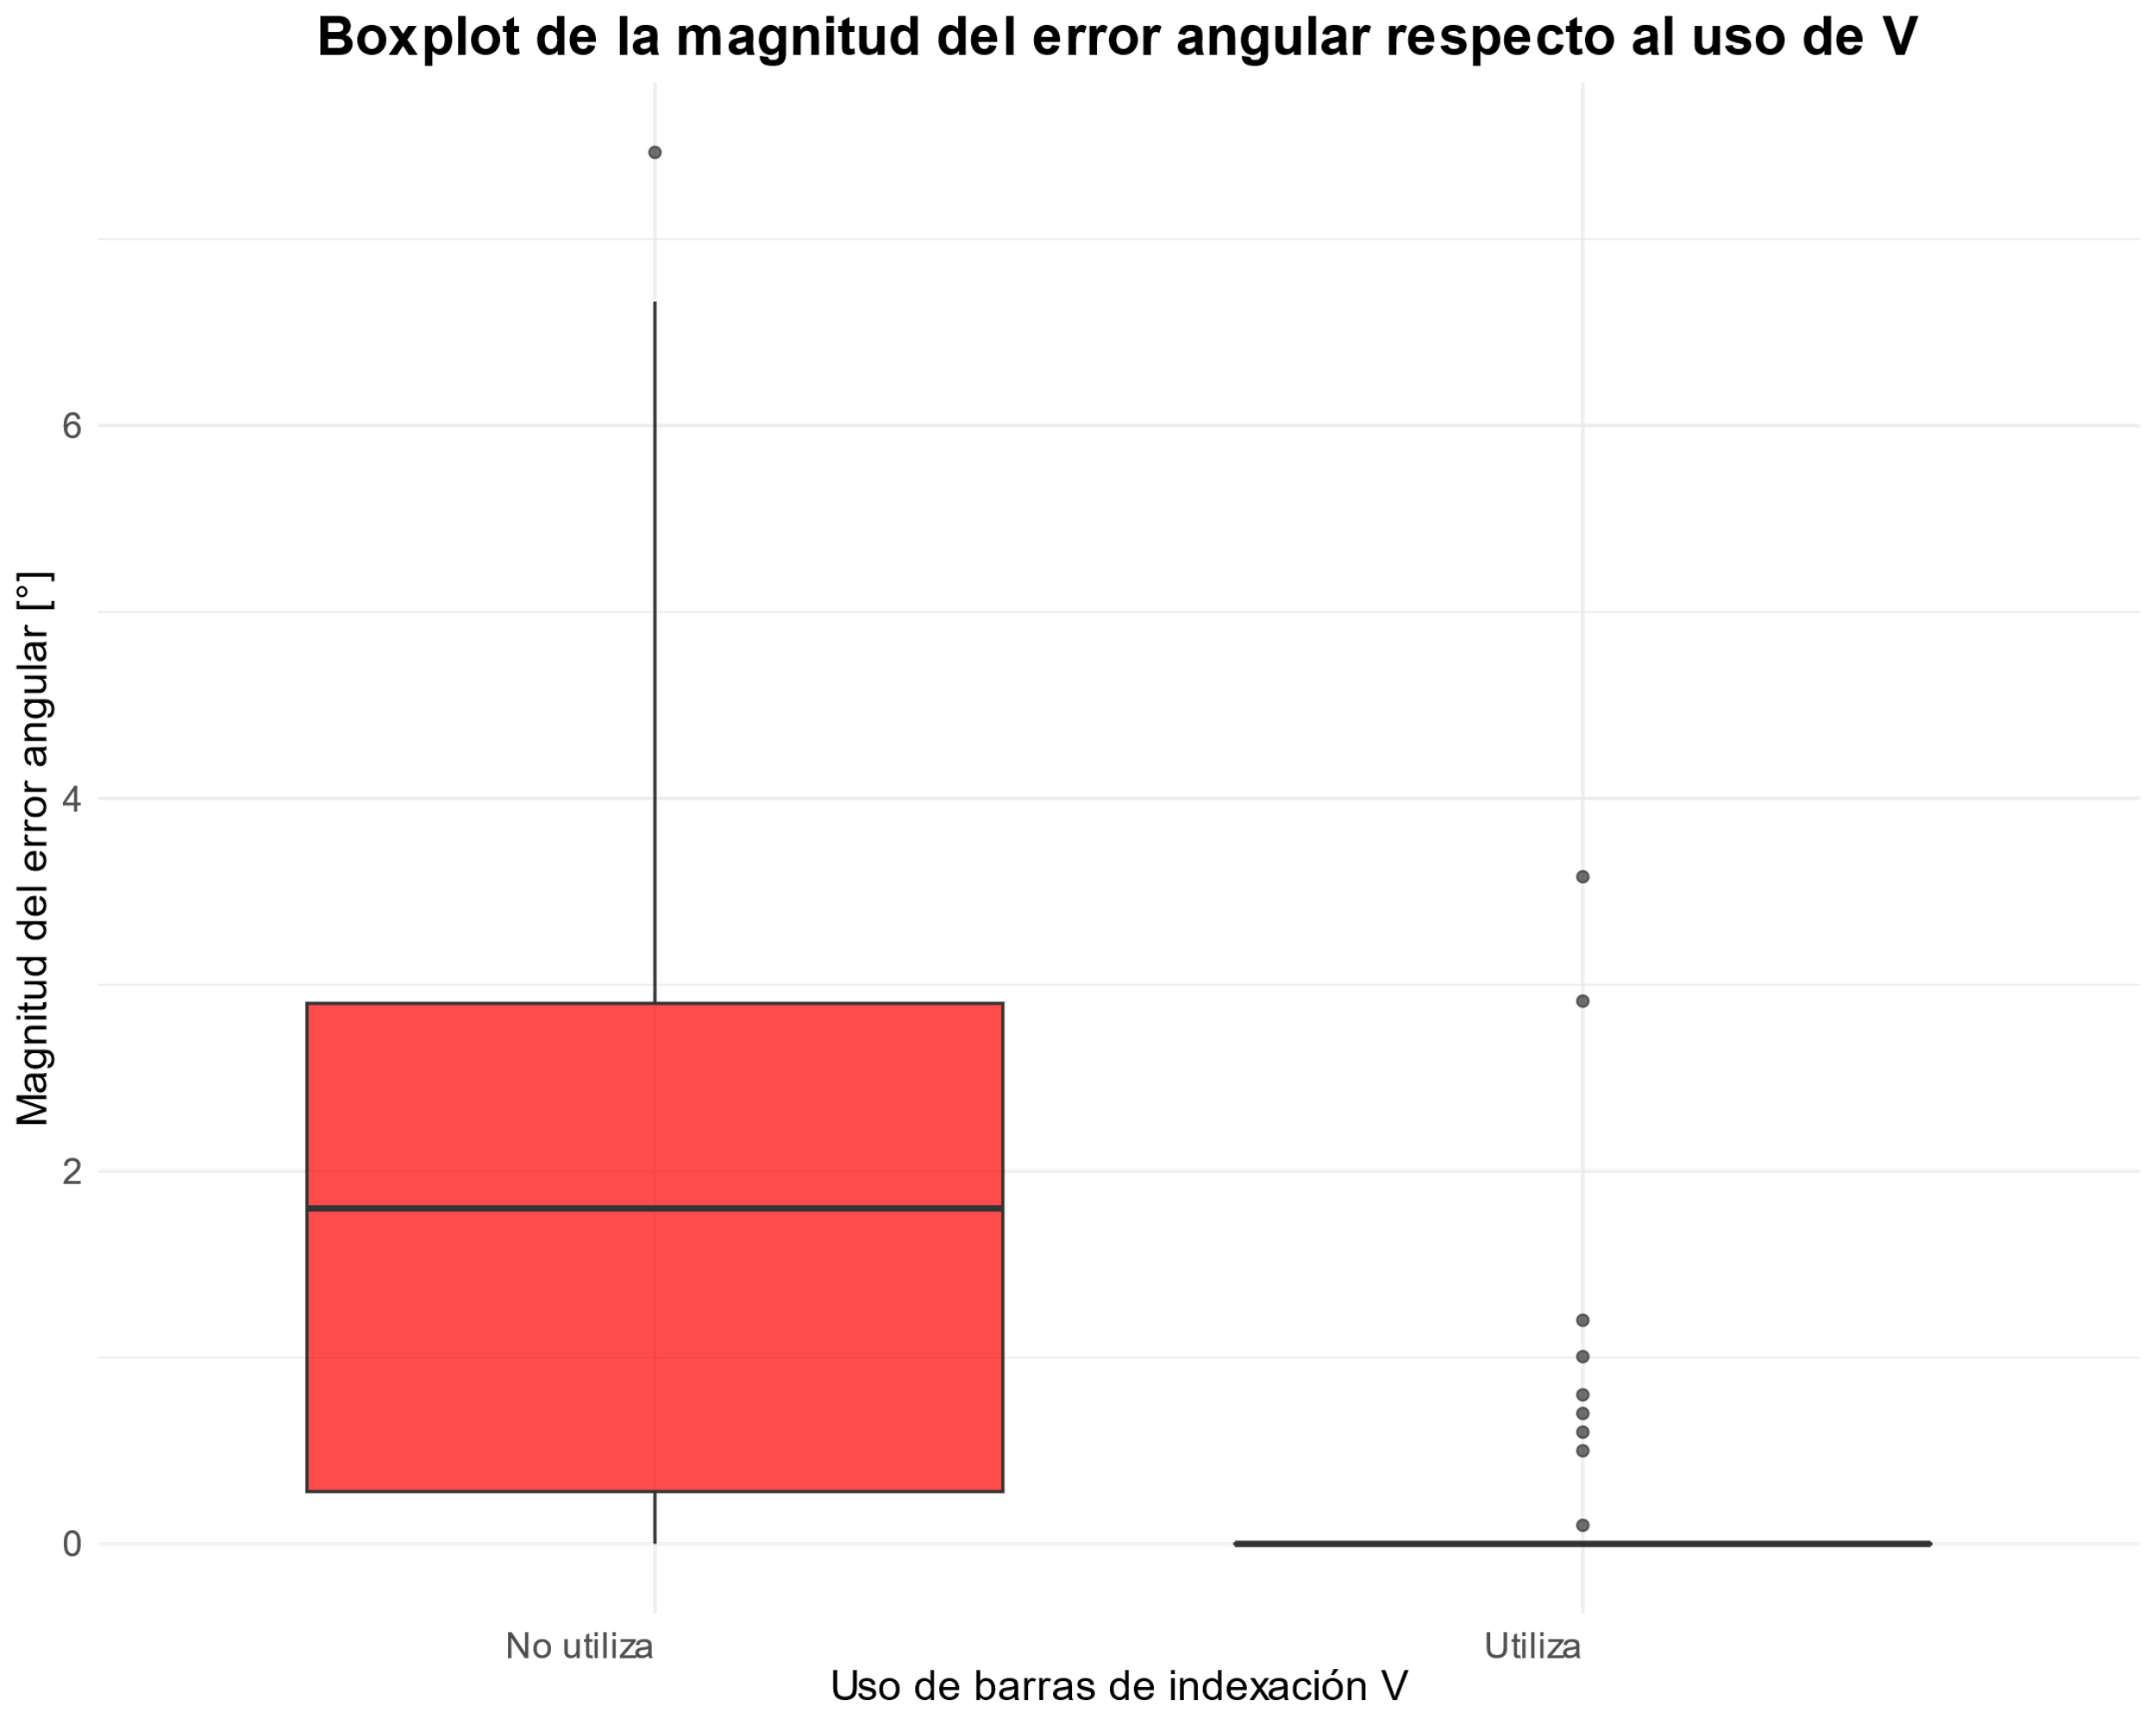 Boxplot de la magnitud del error angular respecto al uso de V
Magnitud del error angular [°]
6
4
2
0
No utiliza
Utiliza
Uso de barras de indexación V